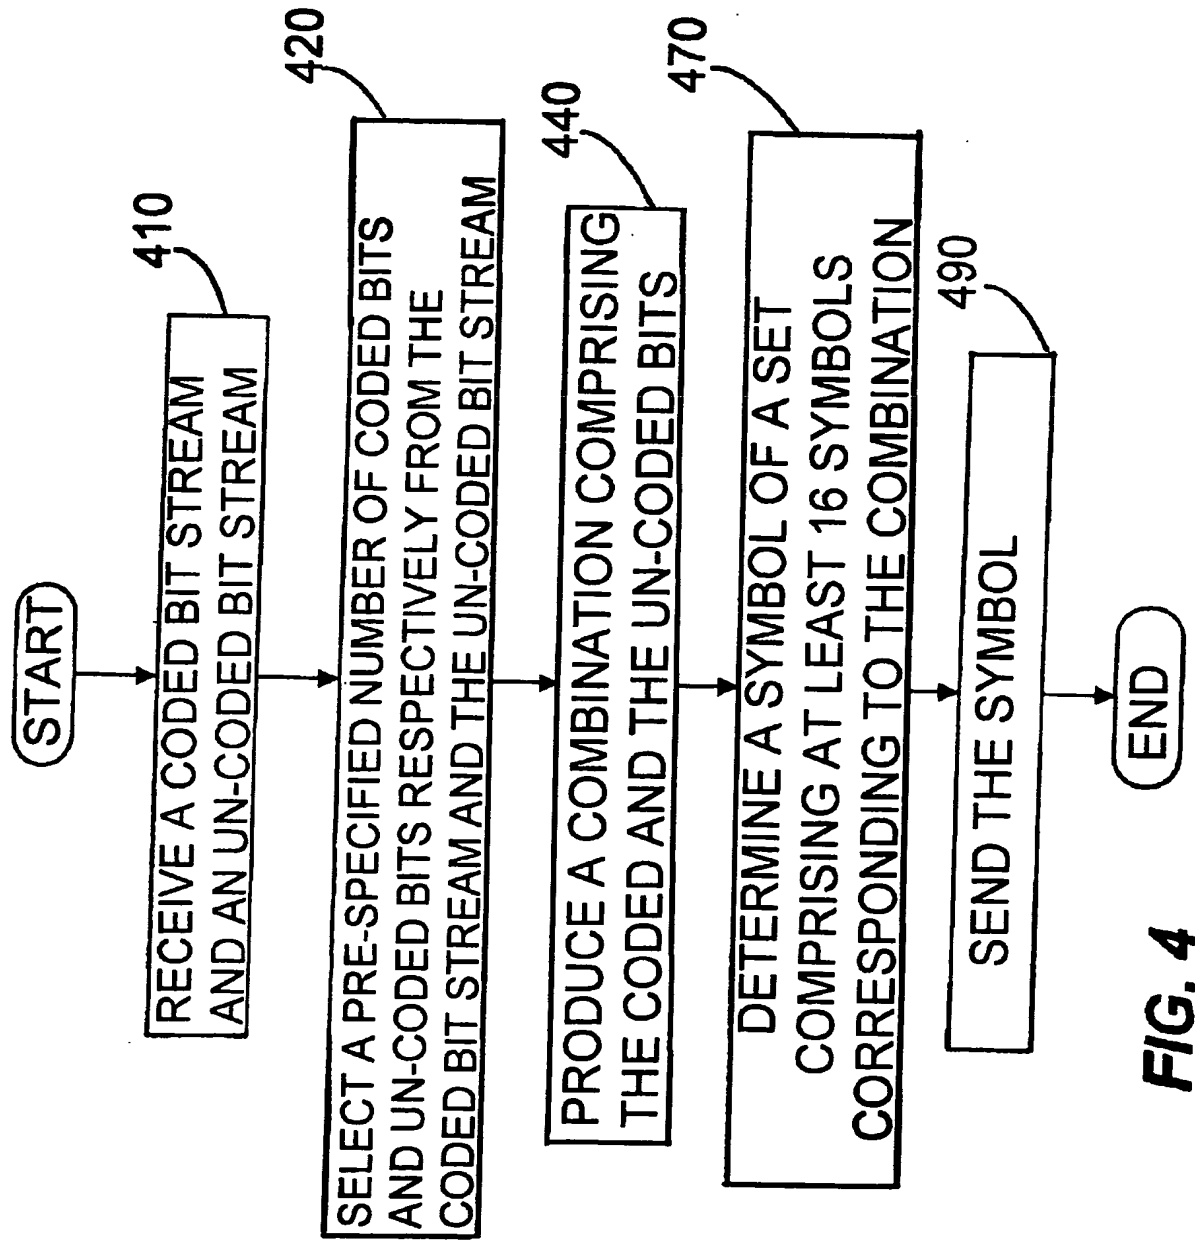 START
410
RECEIVE A CODED BIT STREAM
AND AN UN-CODED BIT STREAM
420
SELECT A PRE-SPECIFIED NUMBER OF CODED BITS
AND UN-CODED BITS RESPECTIVELY FROM THE
CODED BIT STREAM AND THE UN-CODED BIT STREAM
440
PRODUCE A COMBINATION COMPRISING
THE CODED AND THE UN-CODED BITS
470
DETERMINE A SYMBOL OF A SET
COMPRISING AT LEAST 16 SYMBOLS
CORRESPONDING TO THE COMBINATION
490
SEND THE SYMBOL
END
FIG. 4